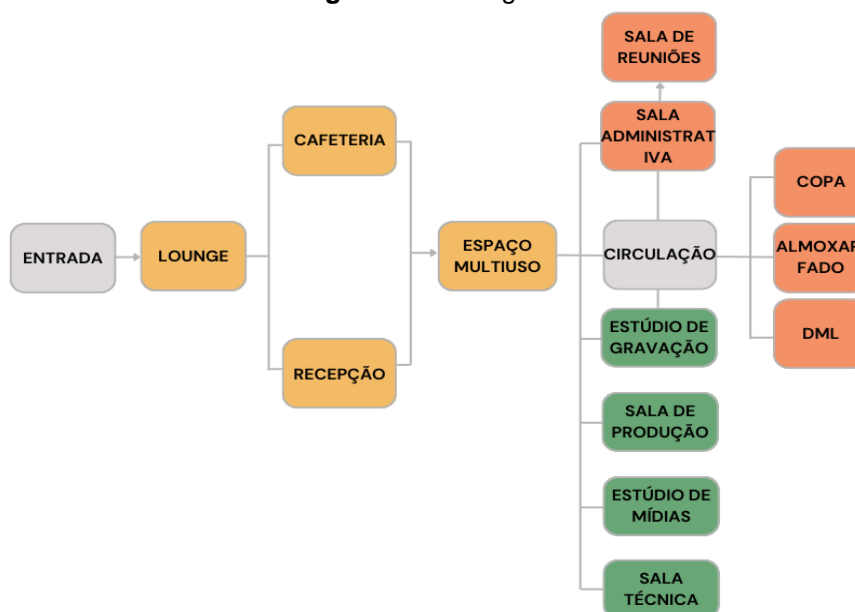 SALA DE
REUNIÕES
SALA
ADMINISTRAT
IVA
CAFETERIA
COPA
ENTRADA
LOUNGE
ESPAÇO
MULTIUSO
CIRCULAÇÃO
ALMOXARI
FADO
ESTÚDIO DE
GRAVAÇÃO
DML
RECEPÇÃO
SALA DE
PRODUÇÃO
ESTÚDIO DE
MÍDIAS
SALA
TÉCNICA